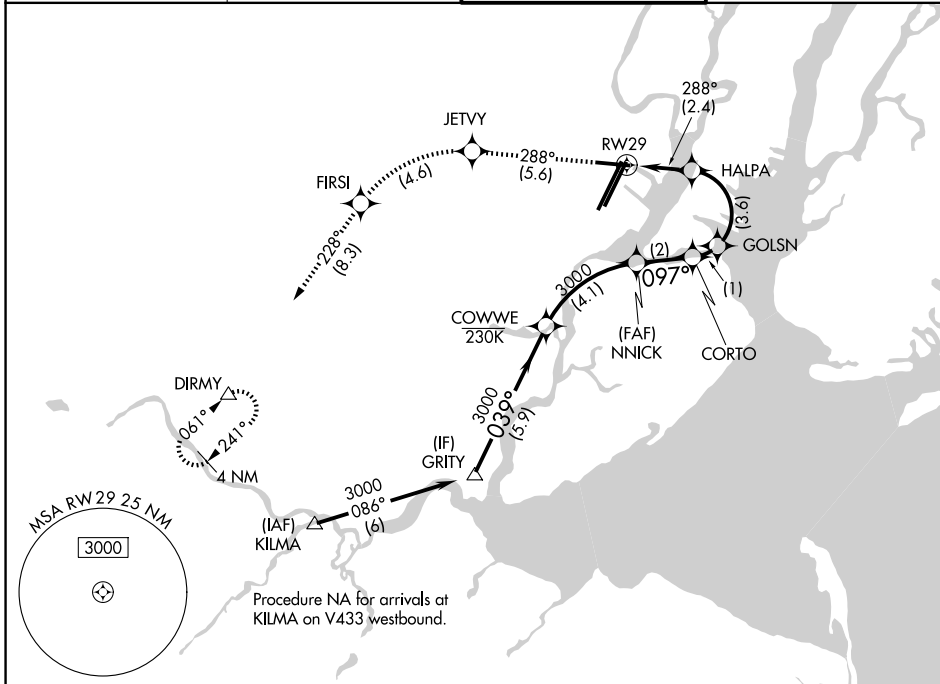 288°
(2.4)
JETVY
RW29
HALPA
288°
(5.6)
(4.6)
FIRSI
(3.6)
228°
(8.3)
GOLSN
(2)
097°
(1)
3000
(4.1)
COWWE
230K
(FAF)
NNICK
CORTO
DIRMY
061°
241°
4 NM
3000
039°
(5.9)
(IF)
GRITY
3000
086°
(6)
(IAF)
KILMA
MSA RW 29 25 NM
3000
Procedure NA for arrivals at
KILMA on V433 westbound.